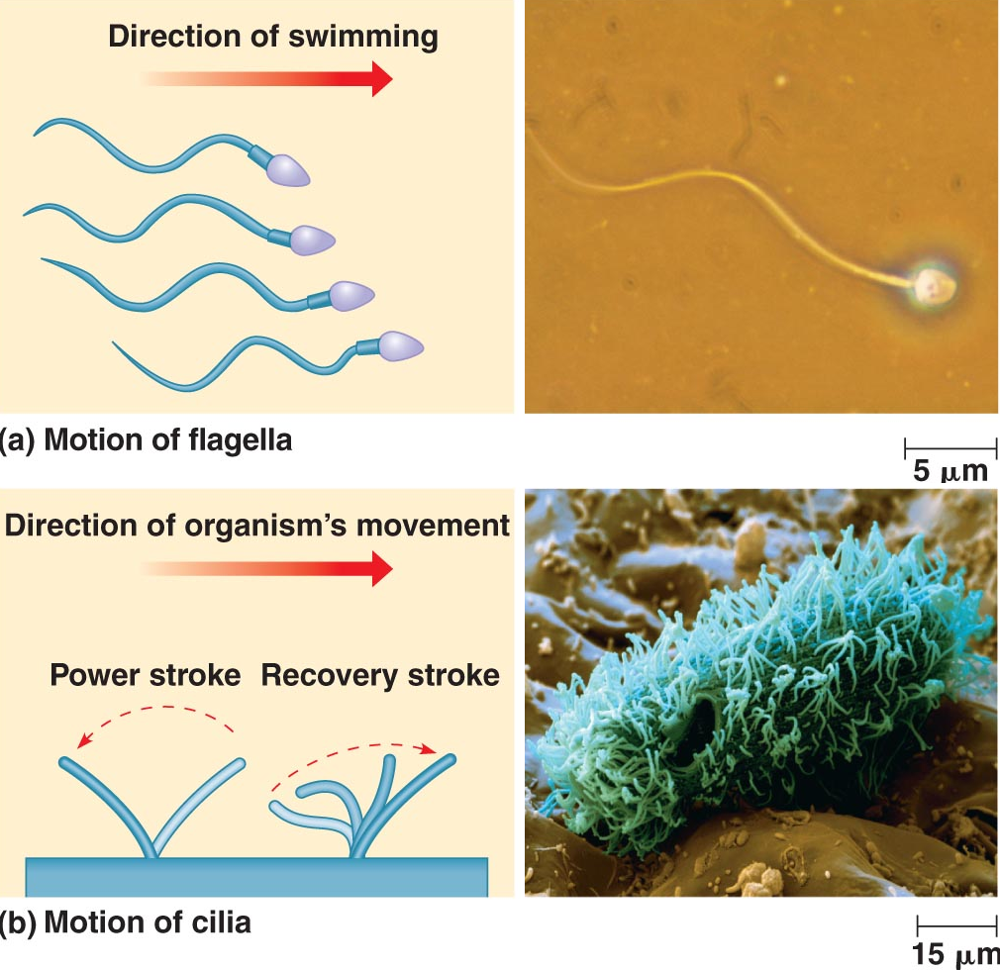 Direction of swimming
(a) Motion of flagella
5 μm
Direction of organism’s movement
Power stroke
Recovery stroke
(b) Motion of cilia
15 μm